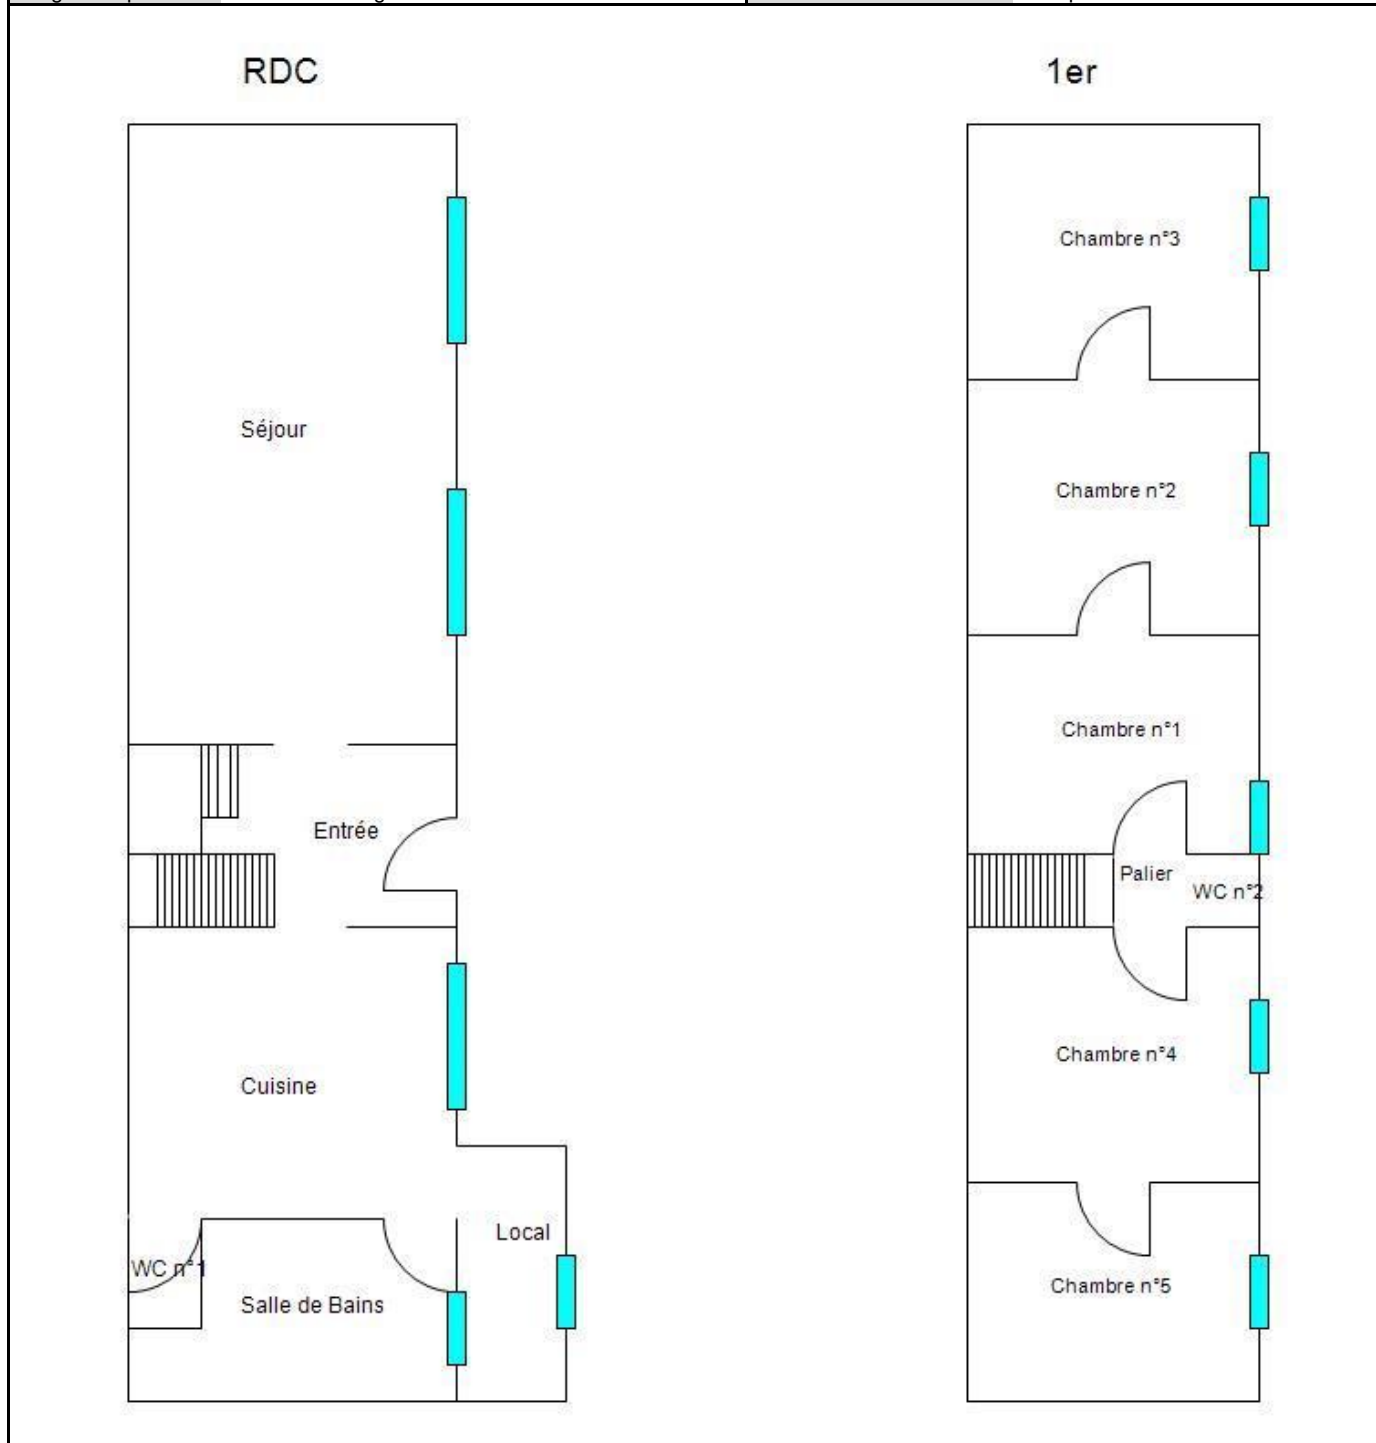 RDC
1er
Séjour
Entrée
Cuisine
Local
WC n°1
Salle de Bains
Chambre n°3
Chambre n°2
Chambre n°1
Palier
WC n°2
Chambre n°4
Chambre n°5